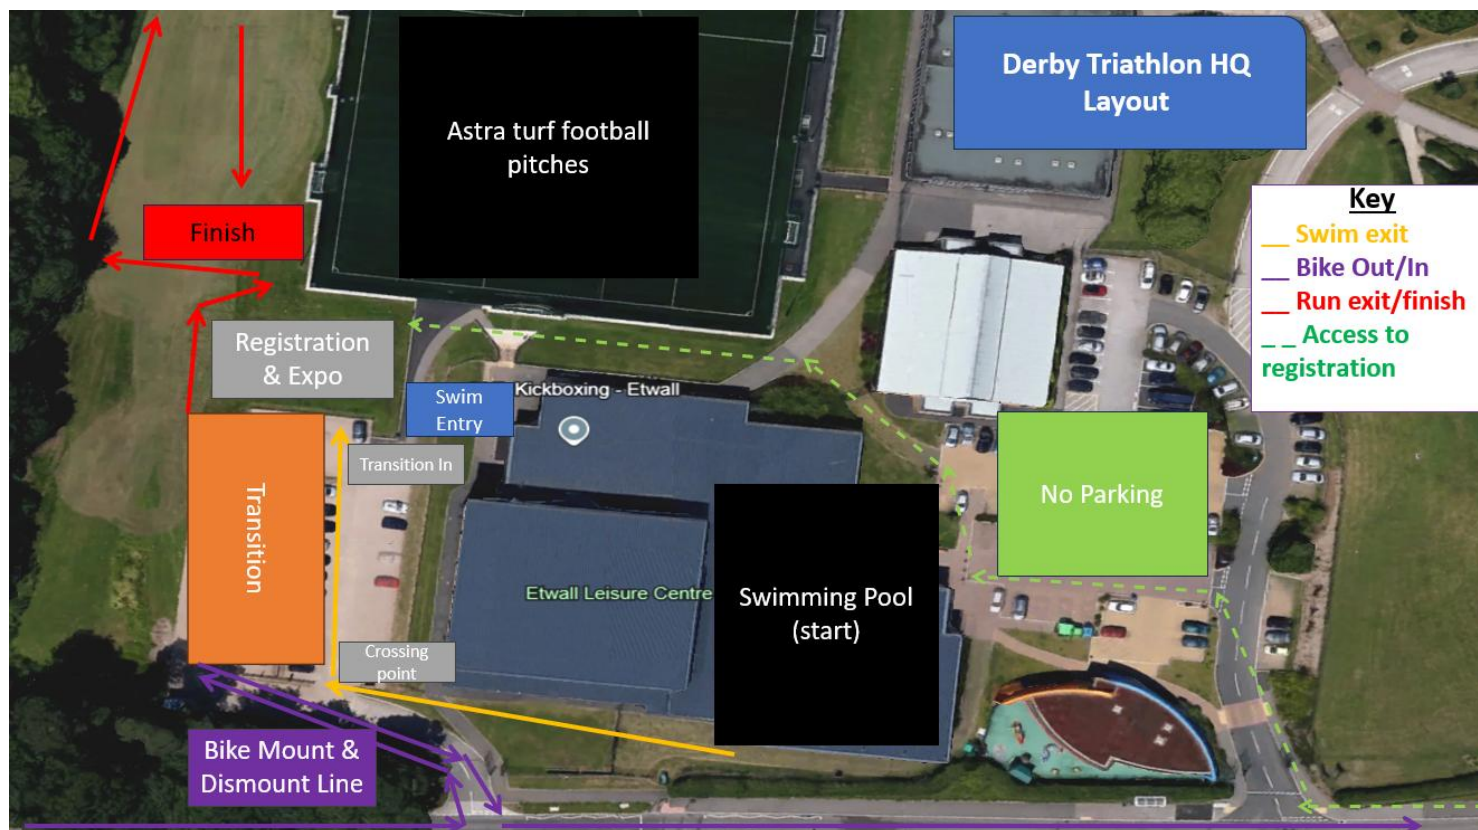 Derby Triathlon HQ
Layout
Astra turf football
pitches
Key
__ Swim exit
__ Bike Out/In
__ Run exit/finish
_ _ Access to
registration
Finish
Registration
& Expo
Kickboxing - Etwall
Swim
Entry
Transition In
Transition
No Parking
Etwall Leisure Centre
Swimming Pool
(start)
Crossing
point
Bike Mount &
Dismount Line